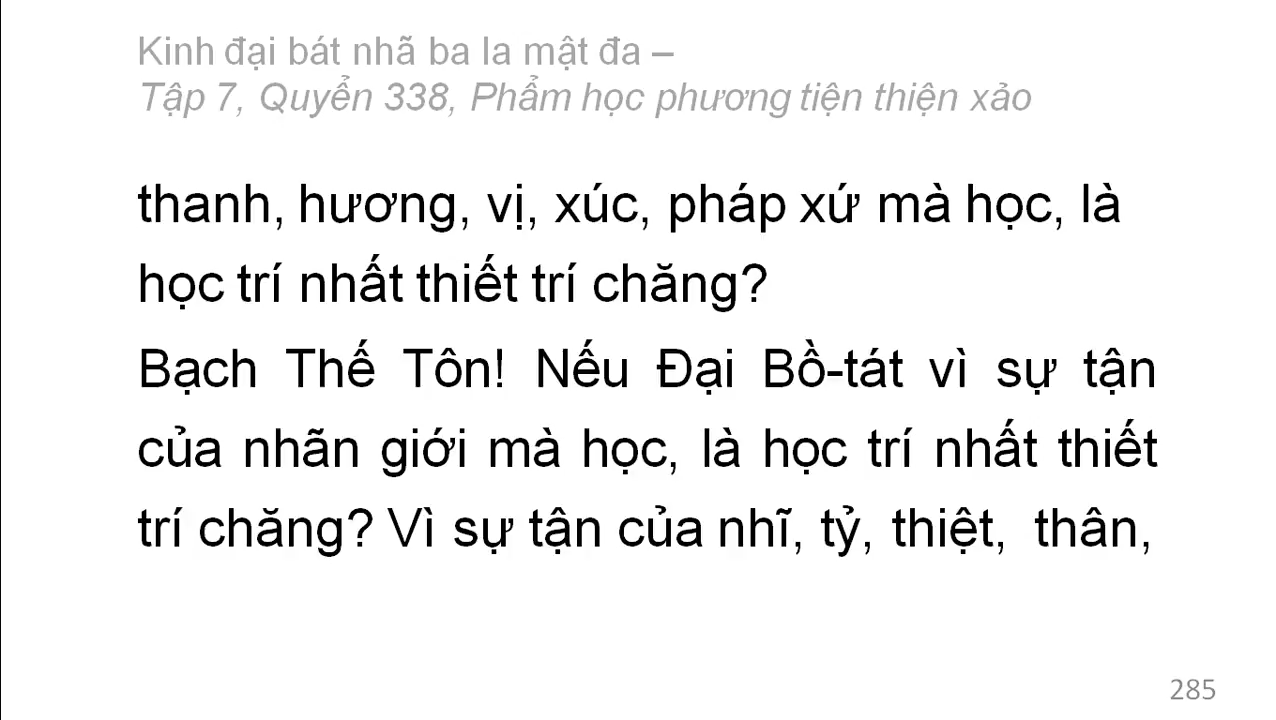 Kinh đại bát nhã ba la mật đa –
Tập 7, Quyển 338, Phẩm học phương tiện thiện xảo
thanh, hương, vị, xúc, pháp xứ mà học, là
học trí nhất thiết trí chăng?
Bạch Thế Tôn! Nếu Đại Bồ-tát vì sự tận
của nhãn giới mà học, là học trí nhất thiết
trí chăng? Vì sự tận của nhĩ, tỷ, thiệt, thân,
285